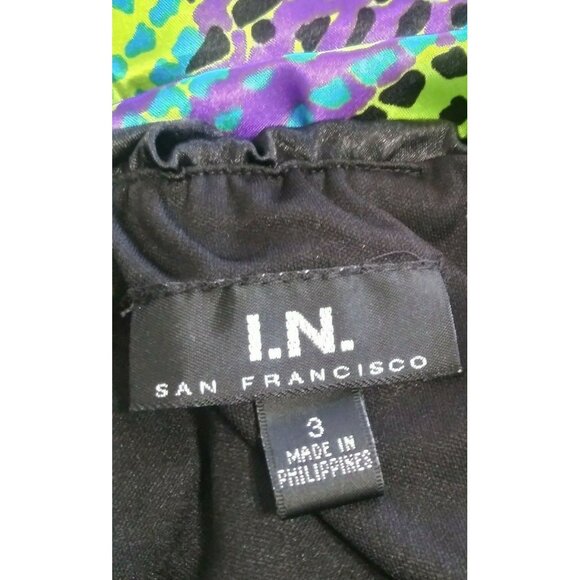 I.N.
SAN FRANCISCO
3
MADE IN
PHILIPPINES